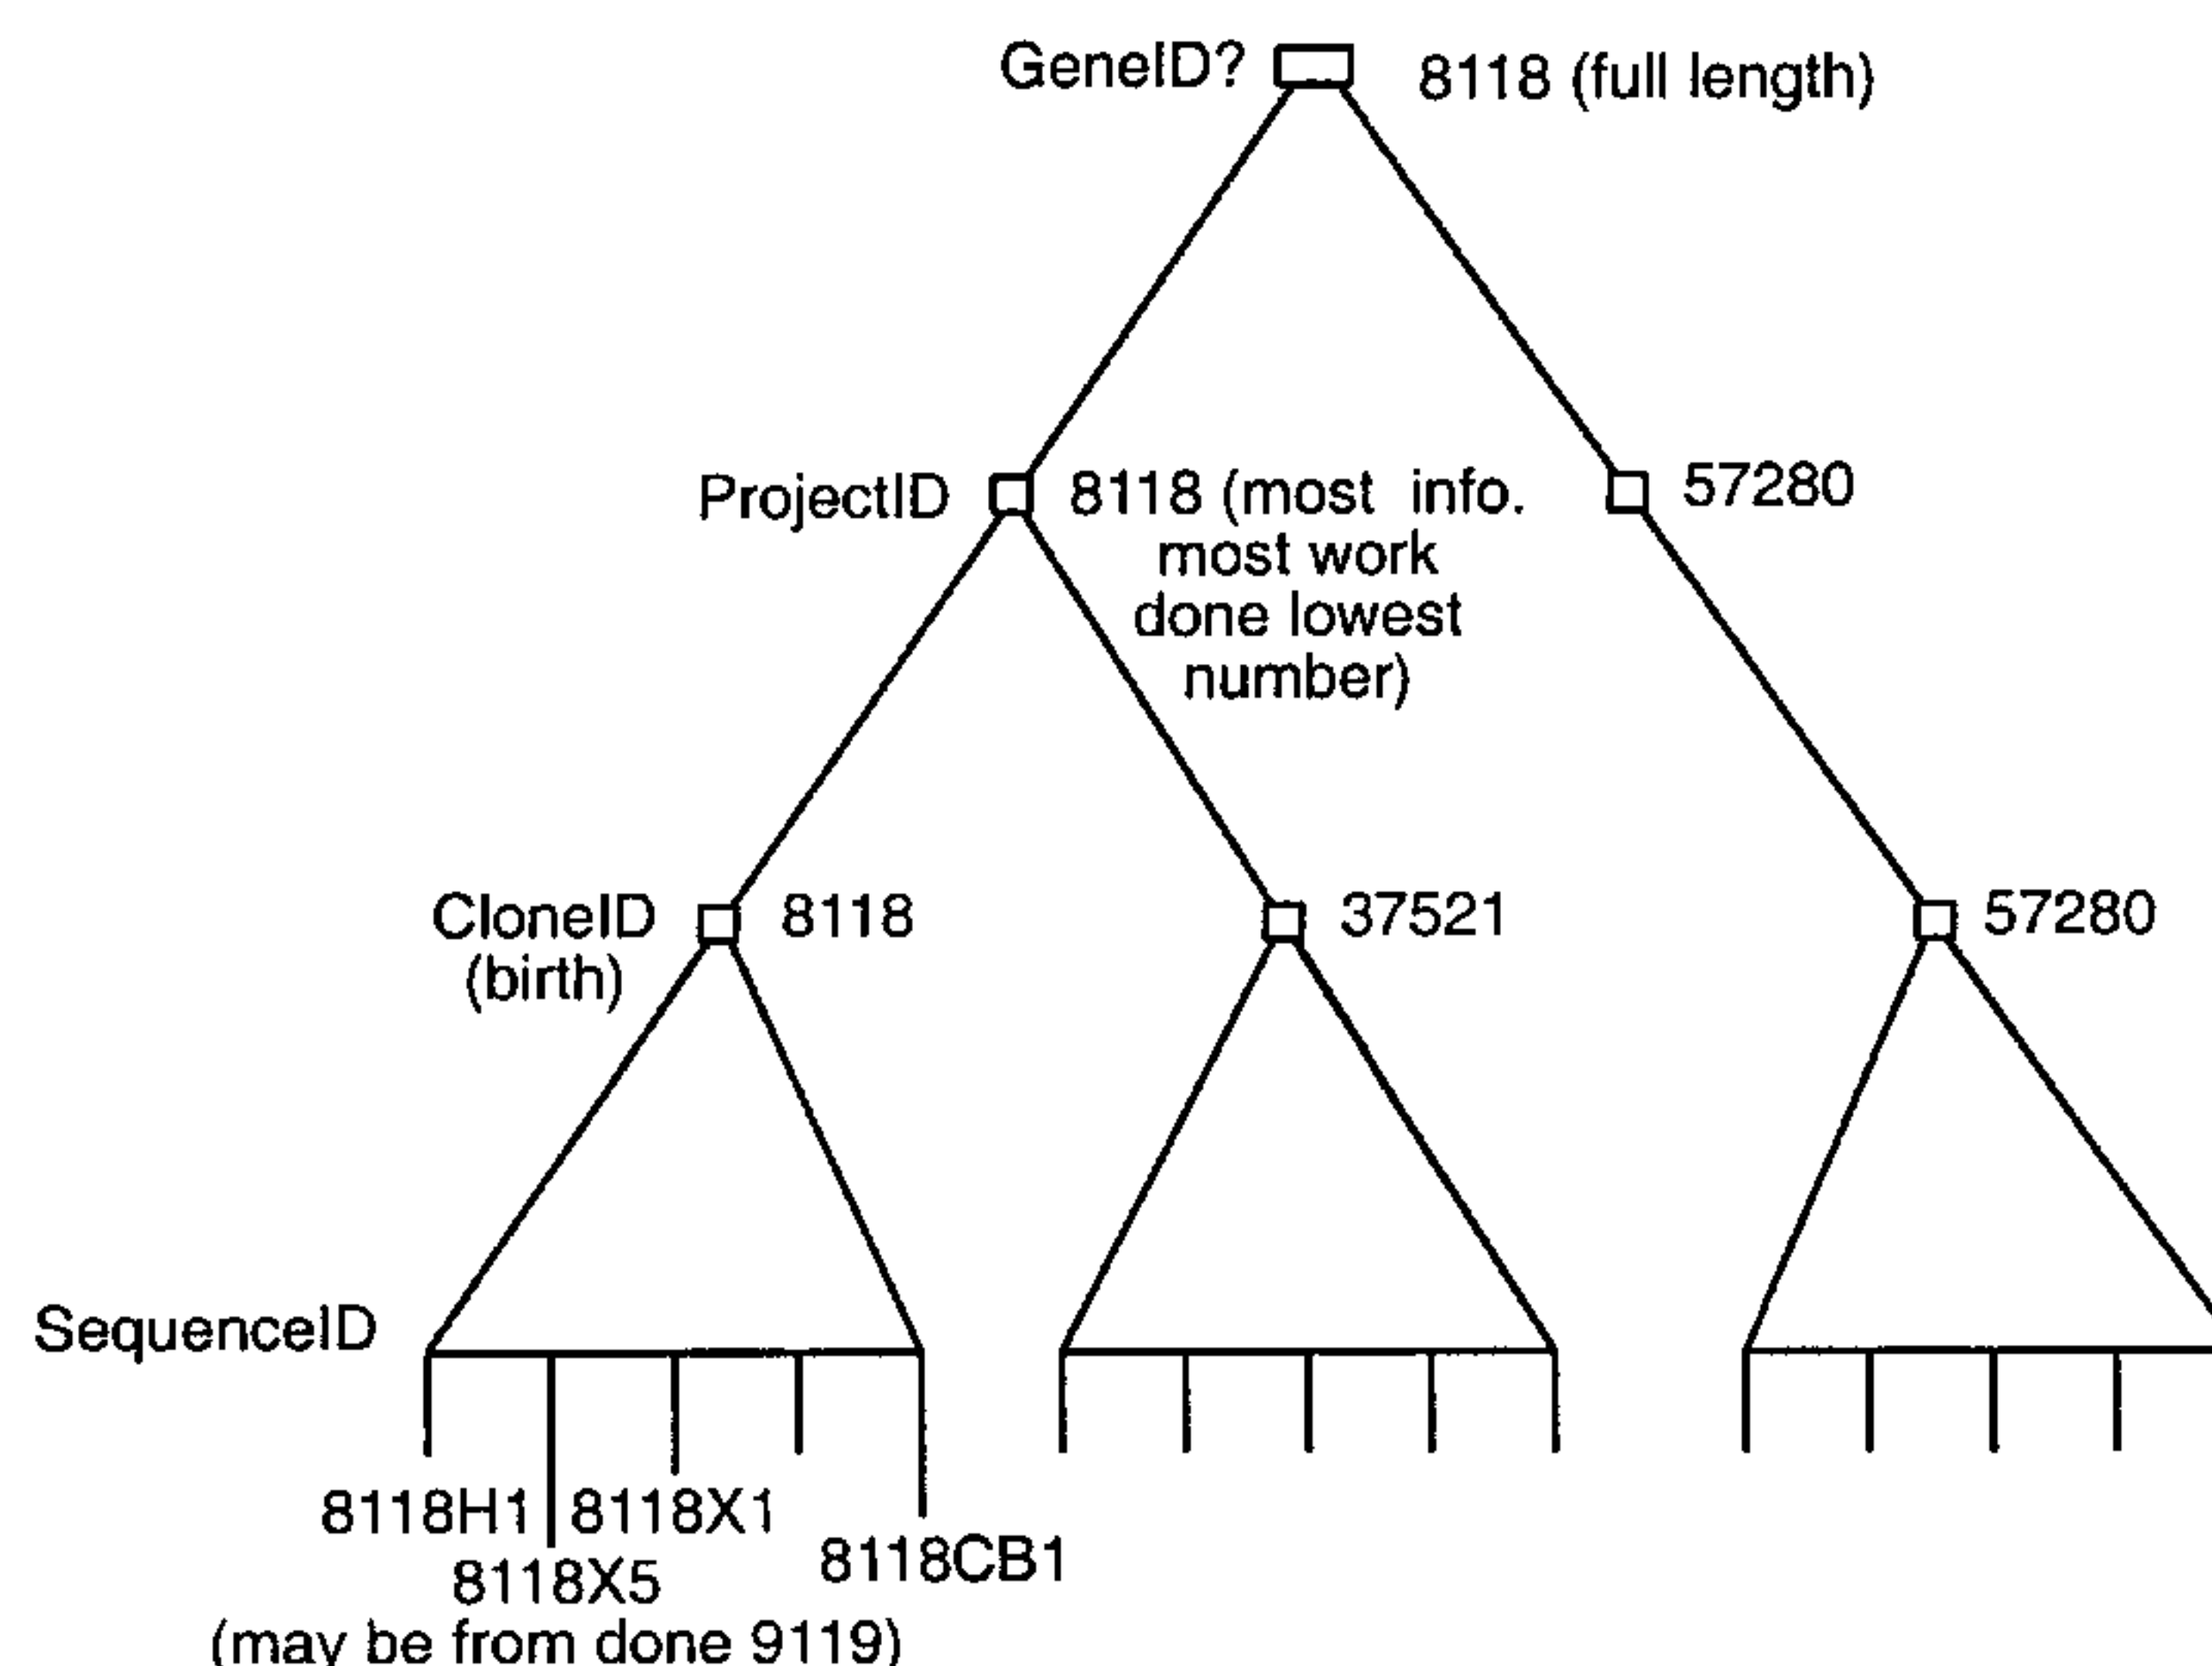 GeneID? 8118 (full length)
ProjectID 8118 (most info. 57280
most work
done lowest
number)
CloneID 8118 37521 57280
(birth)
SequenceID
8118H1 8118X1
8118CB1
8118X5
(may be from done 9119)